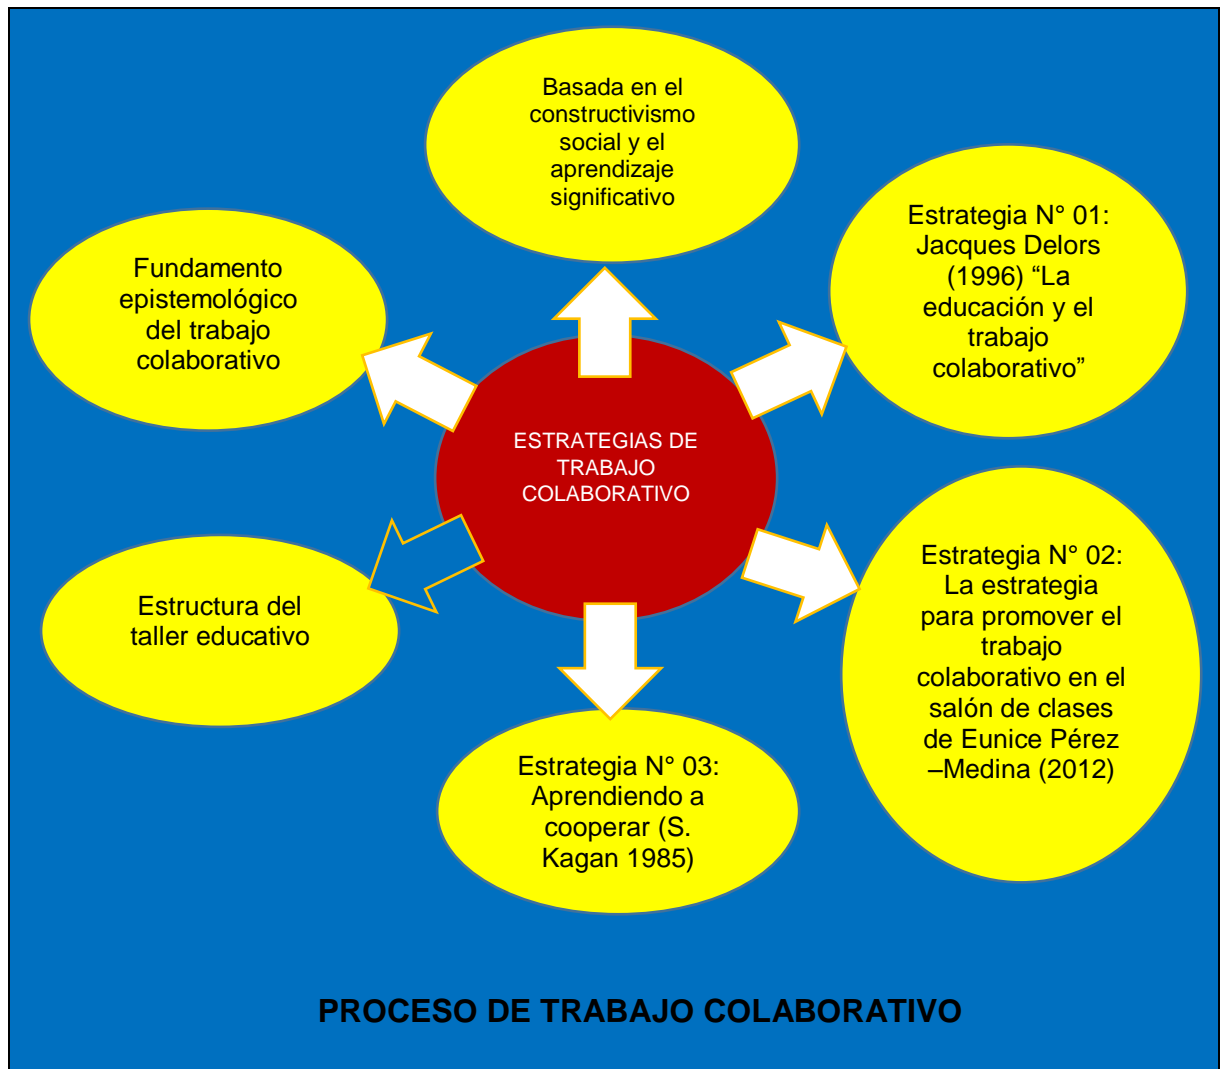 Basada en el
constructivismo
social y el
aprendizaje
significativo
Estrategia N° 01:
Jacques Delors
(1996) “La
educación y el
trabajo
colaborativo”
Fundamento
epistemológico
del trabajo
colaborativo
ESTRATEGIAS DE
TRABAJO
COLABORATIVO
Estrategia N° 02:
La estrategia
para promover el
trabajo
colaborativo en el
salón de clases
de Eunice Pérez
–Medina (2012)
Estructura del
taller educativo
Estrategia N° 03:
Aprendiendo a
cooperar (S.
Kagan 1985)
PROCESO DE TRABAJO COLABORATIVO